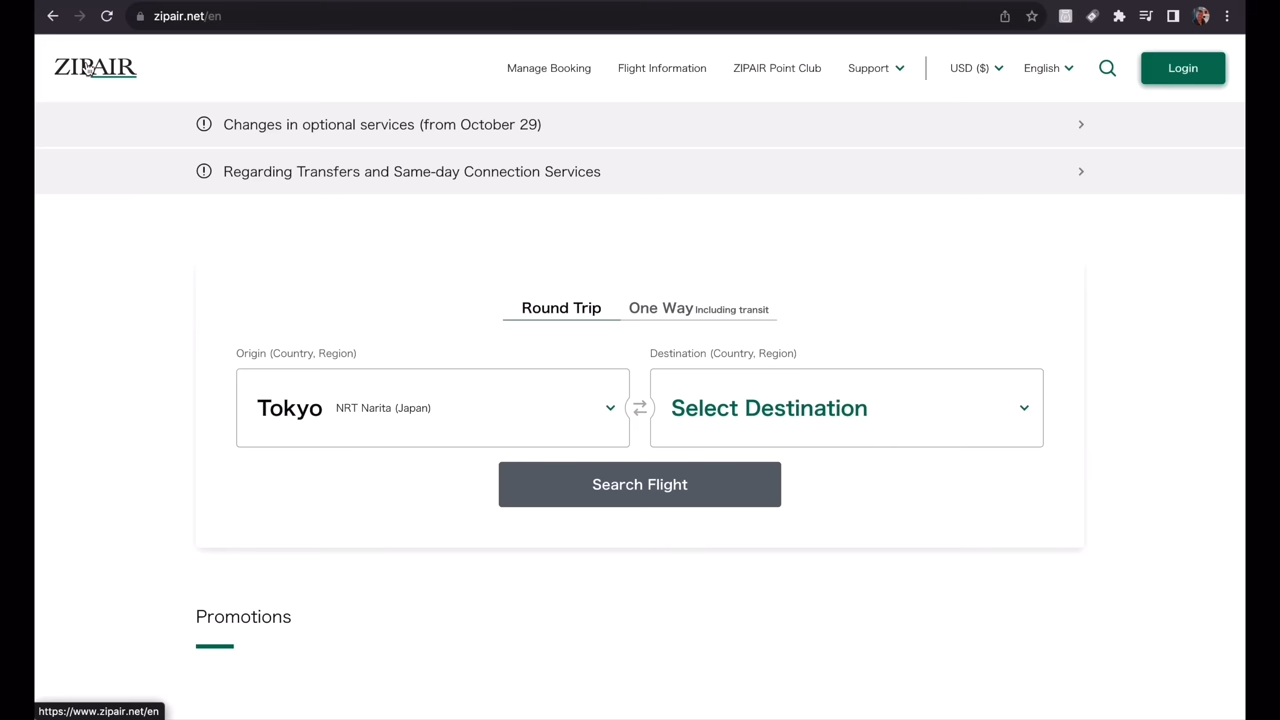 zipair.net/en
ZIPAIR
Manage Booking
Flight Information
ZIPAIR Point Club
Support
USD ($)
English
Login
Changes in optional services (from October 29)
Regarding Transfers and Same-day Connection Services
Round Trip
One Way Including transit
Origin (Country, Region)
Destination (Country, Region)
Tokyo NRT Narita (Japan)
Select Destination
Search Flight
Promotions
https://www.zipair.net/en